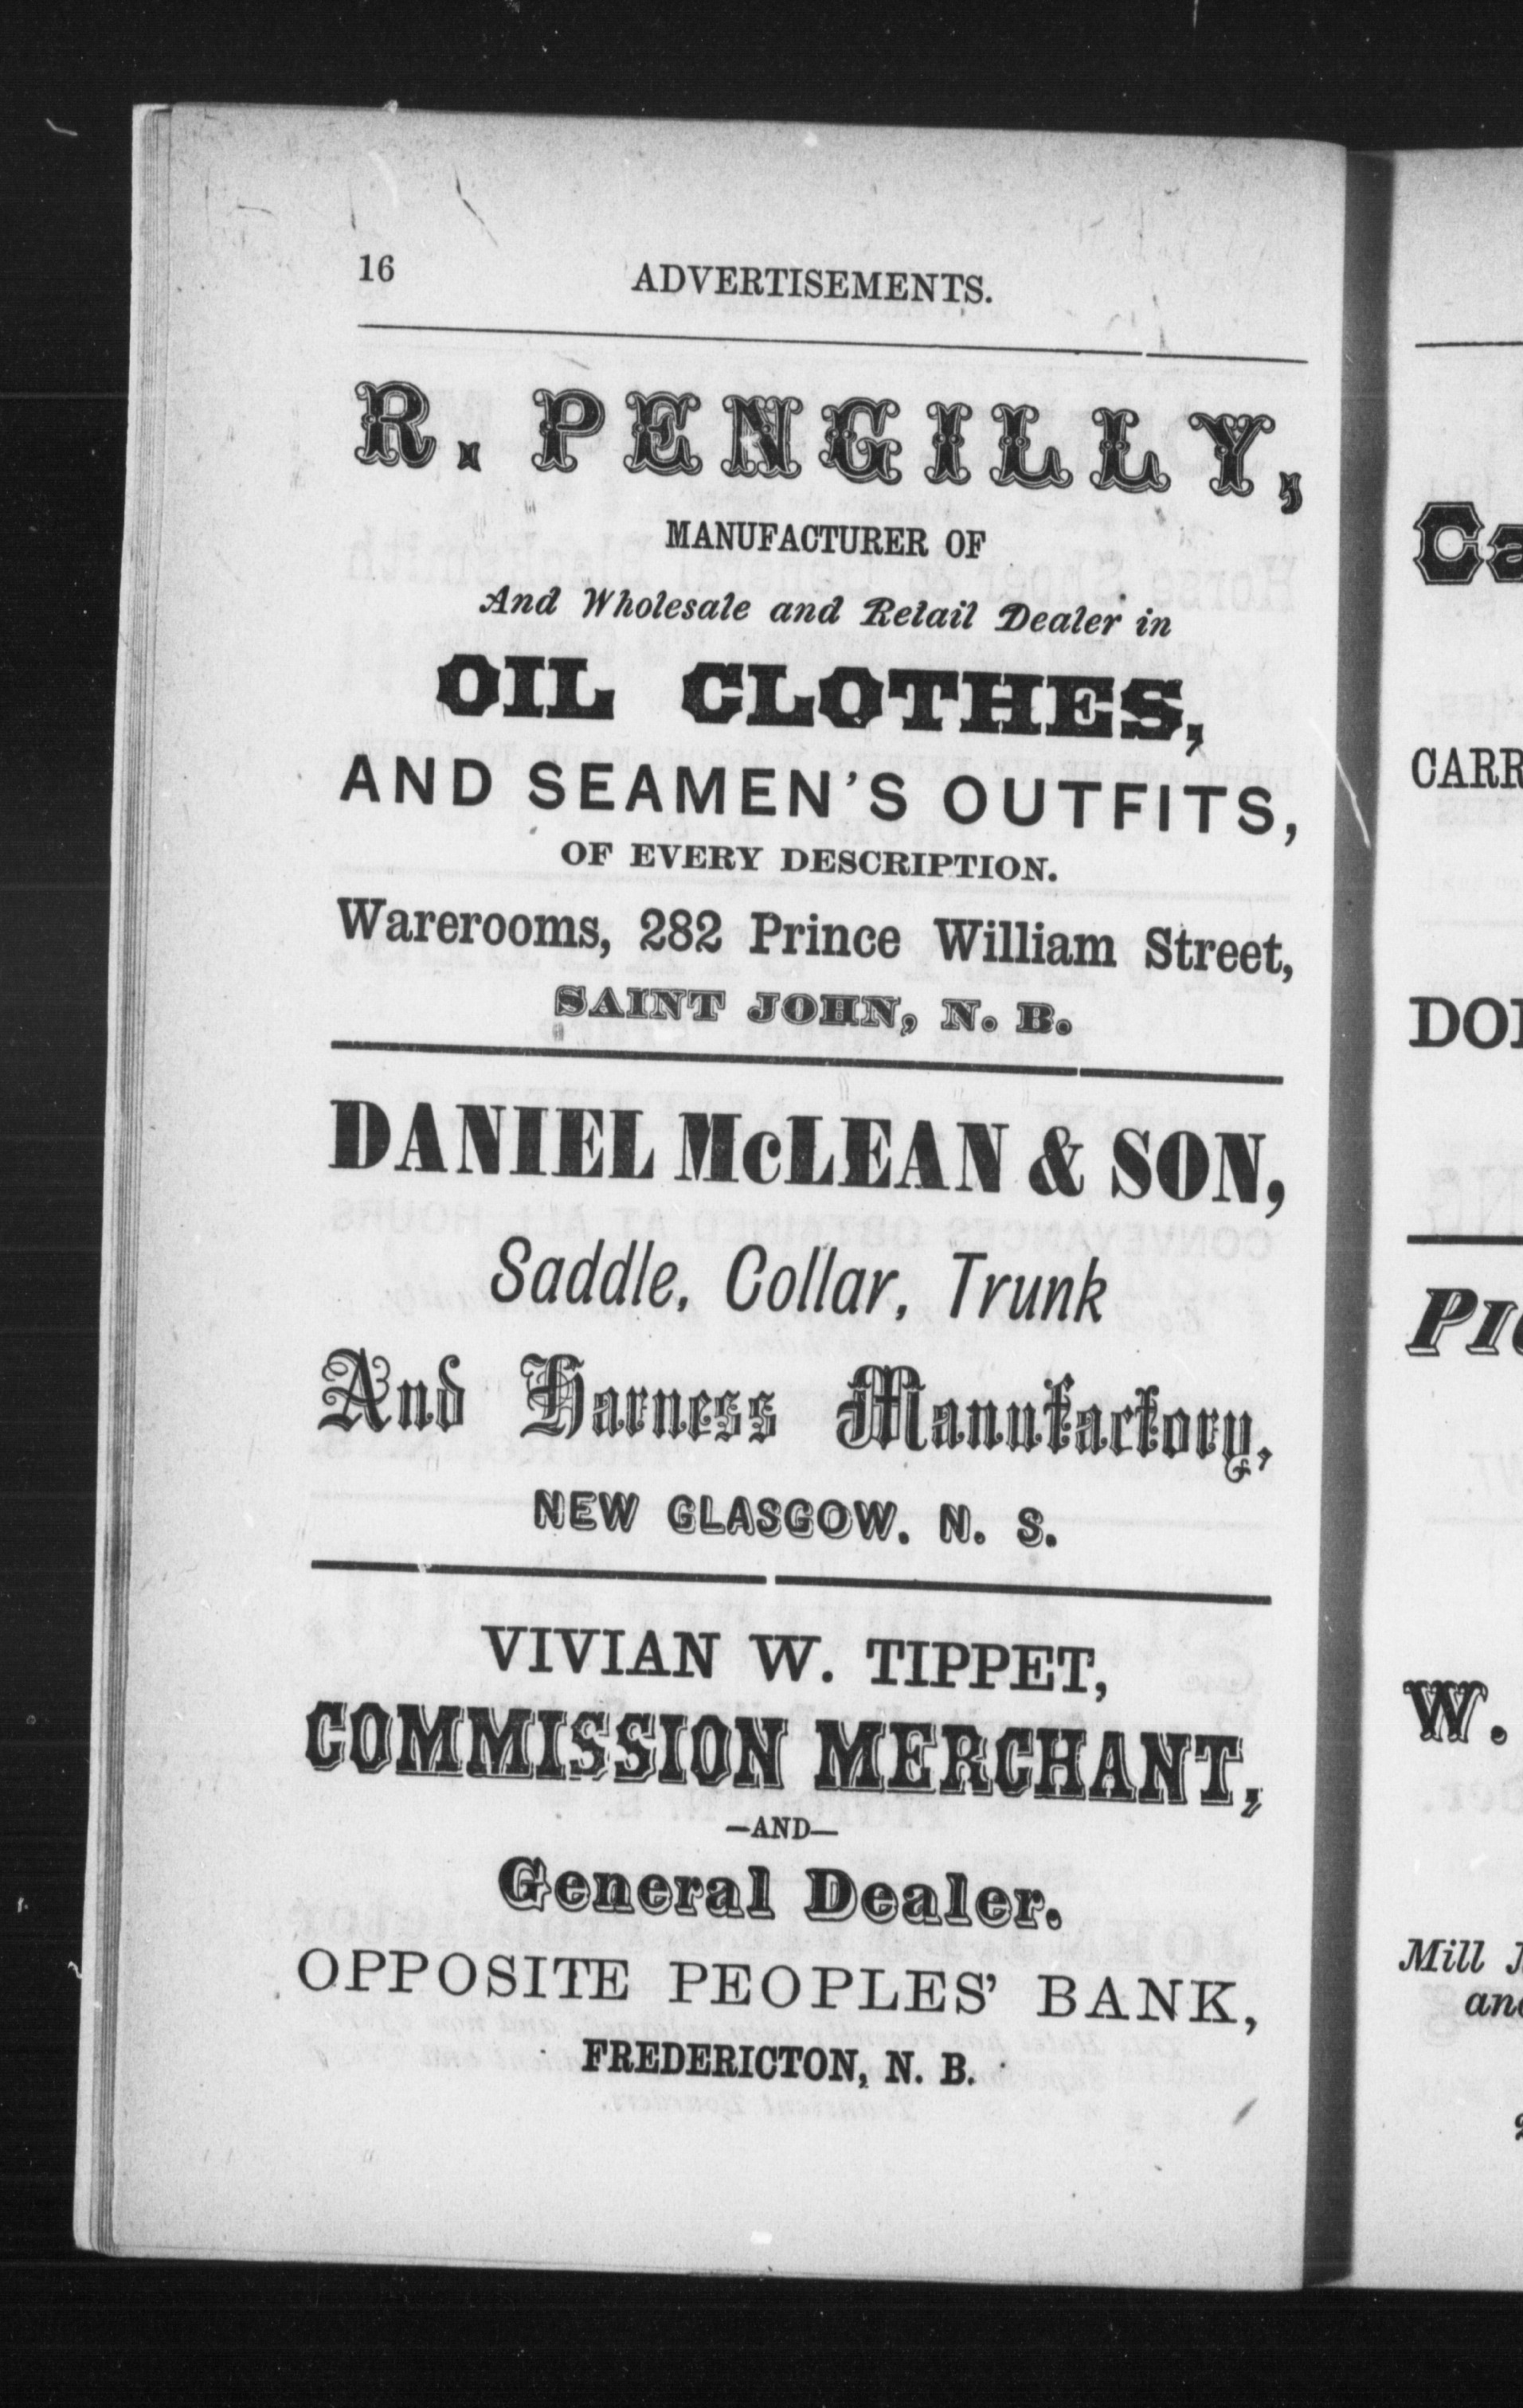 16 ADVERTISEMENTS.
R. PENGILLY,
MANUFACTURER OF
And Wholesale and Retail Dealer in
OIL CLOTHES,
AND SEAMEN'S OUTFITS,
OF EVERY DESCRIPTION.
Warerooms, 282 Prince William Street,
SAINT JOHN, N. B.
DANIEL McLEAN & SON,
Saddle, Collar, Trunk
And Harness Manufactory,
NEW GLASGOW. N. S.
VIVIAN W. TIPPET,
COMMISSION MERCHANT,
—AND—
General Dealer.
OPPOSITE PEOPLES' BANK,
FREDERICTON, N. B.
W.
Mill